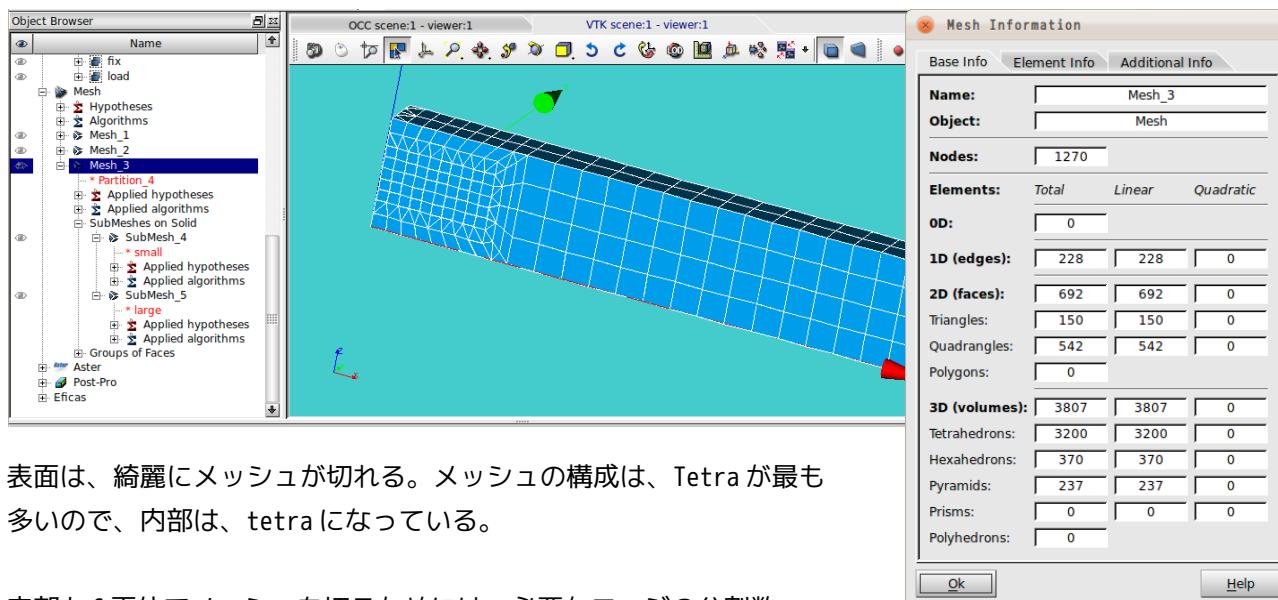 Object Browser
Name
fix
load
Mesh
Hypotheses
Algorithms
Mesh_1
Mesh_2
Mesh_3
* Partition_4
Applied hypotheses
Applied algorithms
SubMeshes on Solid
SubMesh_4
* small
Applied hypotheses
Applied algorithms
SubMesh_5
* large
Applied hypotheses
Applied algorithms
Groups of Faces
Aster
Post-Pro
Eficas
OCC scene:1 - viewer:1 VTK scene:1 - viewer:1
Mesh Information
Base Info Element Info Additional Info
Name: Mesh_3
Object: Mesh
Nodes: 1270
Elements: Total Linear Quadratic
0D: 0
1D (edges): 228 228 0
2D (faces): 692 692 0
Triangles: 150 150 0
Quadrangles: 542 542 0
Polygons: 0
3D (volumes): 3807 3807 0
Tetrahedrons: 3200 3200 0
Hexahedrons: 370 370 0
Pyramids: 237 237 0
Prisms: 0 0 0
Polyhedrons: 0
Ok Help
表面は、綺麗にメッシュが切れる。メッシュの構成は、Tetra が最も
多いので、内部は、tetra になっている。